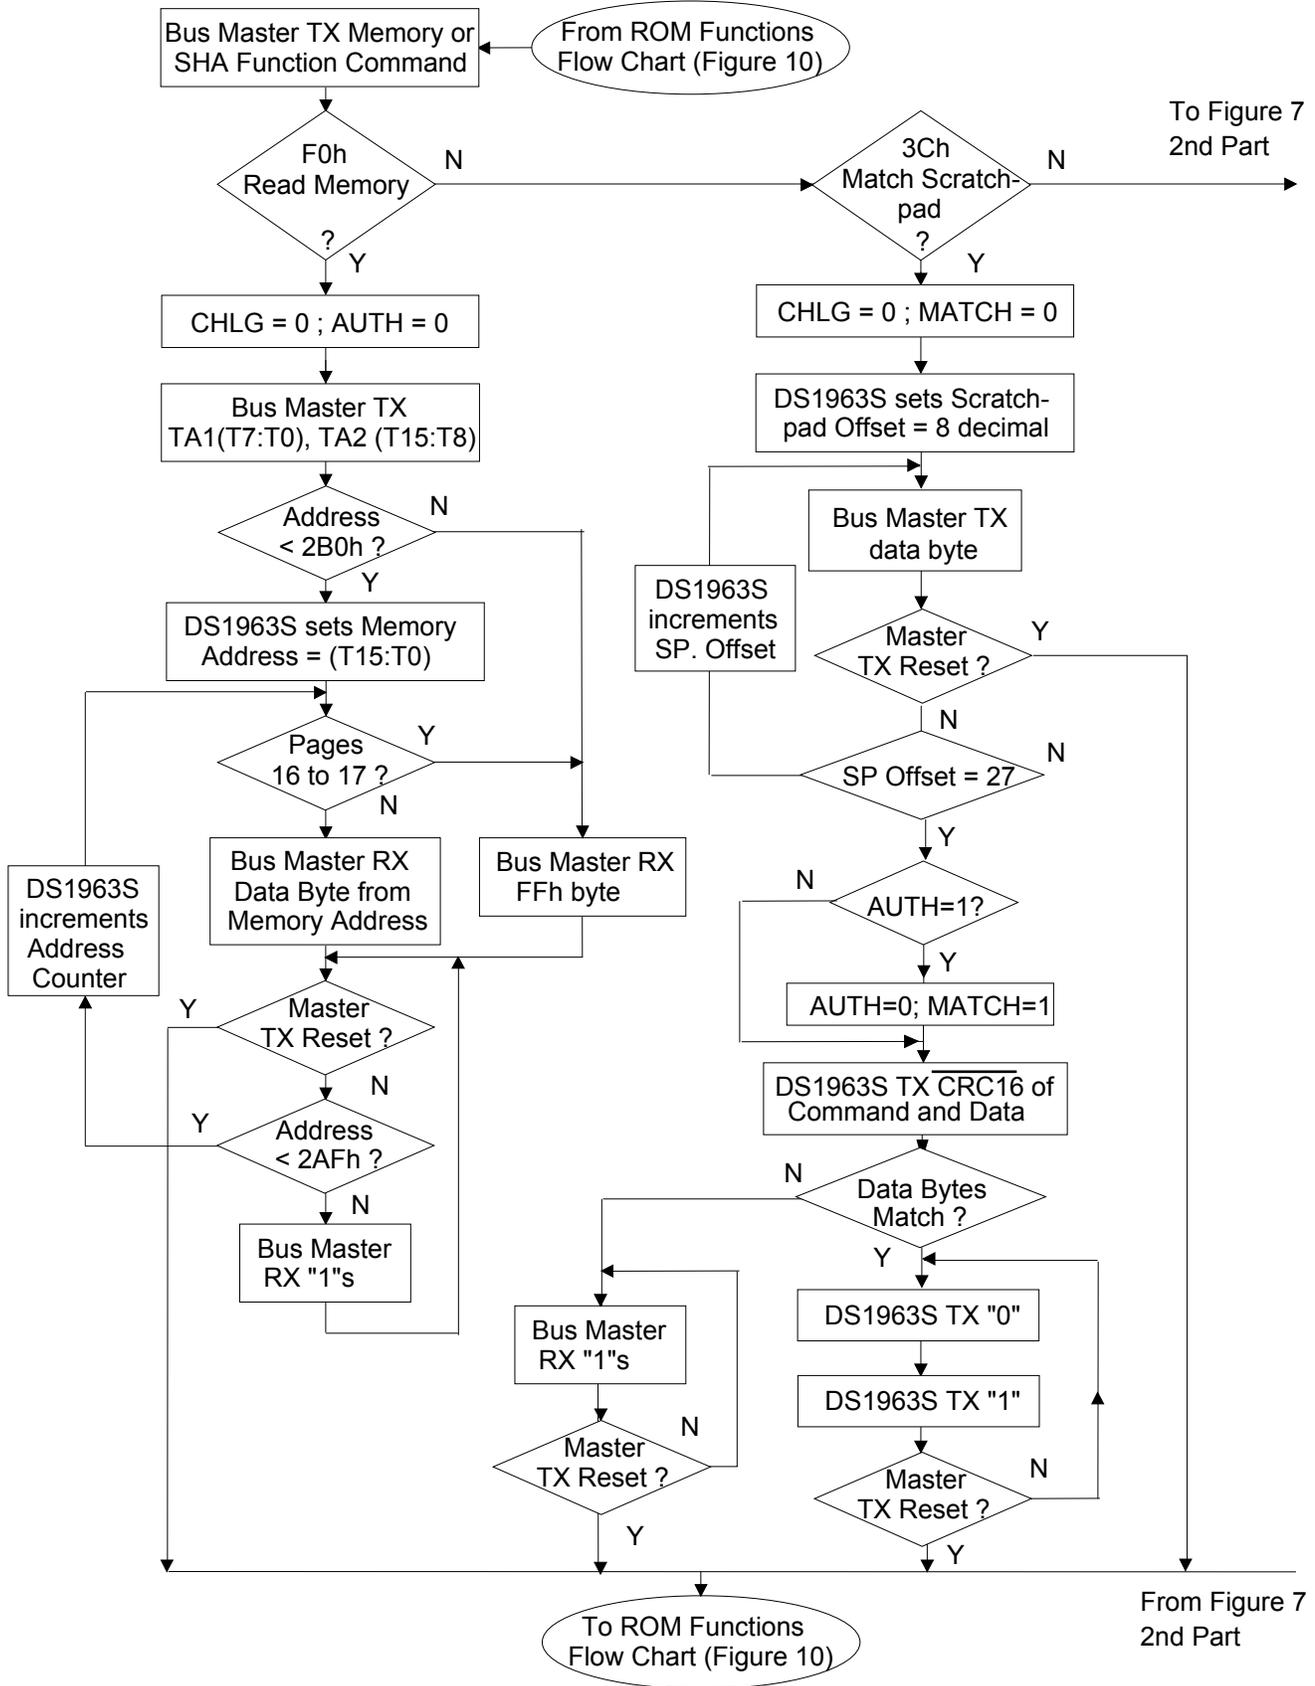 Bus Master TX Memory or
SHA Function Command
From ROM Functions
Flow Chart (Figure 10)
To Figure 7
2nd Part
F0h
Read Memory
?
N
Y
3Ch
Match Scratch-
pad
?
N
Y
CHLG = 0 ; AUTH = 0
Bus Master TX
TA1(T7:T0), TA2 (T15:T8)
Address
< 2B0h ?
N
Y
DS1963S sets Memory
Address = (T15:T0)
Pages
16 to 17 ?
Y
N
Bus Master RX
Data Byte from
Memory Address
Bus Master RX
FFh byte
DS1963S
increments
Address
Counter
Master
TX Reset ?
Y
N
Address
< 2AFh ?
Y
N
Bus Master
RX "1"s
CHLG = 0 ; MATCH = 0
DS1963S sets Scratch-
pad Offset = 8 decimal
Bus Master TX
data byte
DS1963S
increments
SP. Offset
Master
TX Reset ?
Y
N
SP Offset = 27
N
Y
AUTH=1?
N
Y
AUTH=0; MATCH=1
DS1963S TX CRC16 of
Command and Data
Data Bytes
Match ?
N
Y
Bus Master
RX "1"s
Master
TX Reset ?
N
Y
DS1963S TX "0"
DS1963S TX "1"
Master
TX Reset ?
N
Y
To ROM Functions
Flow Chart (Figure 10)
From Figure 7
2nd Part